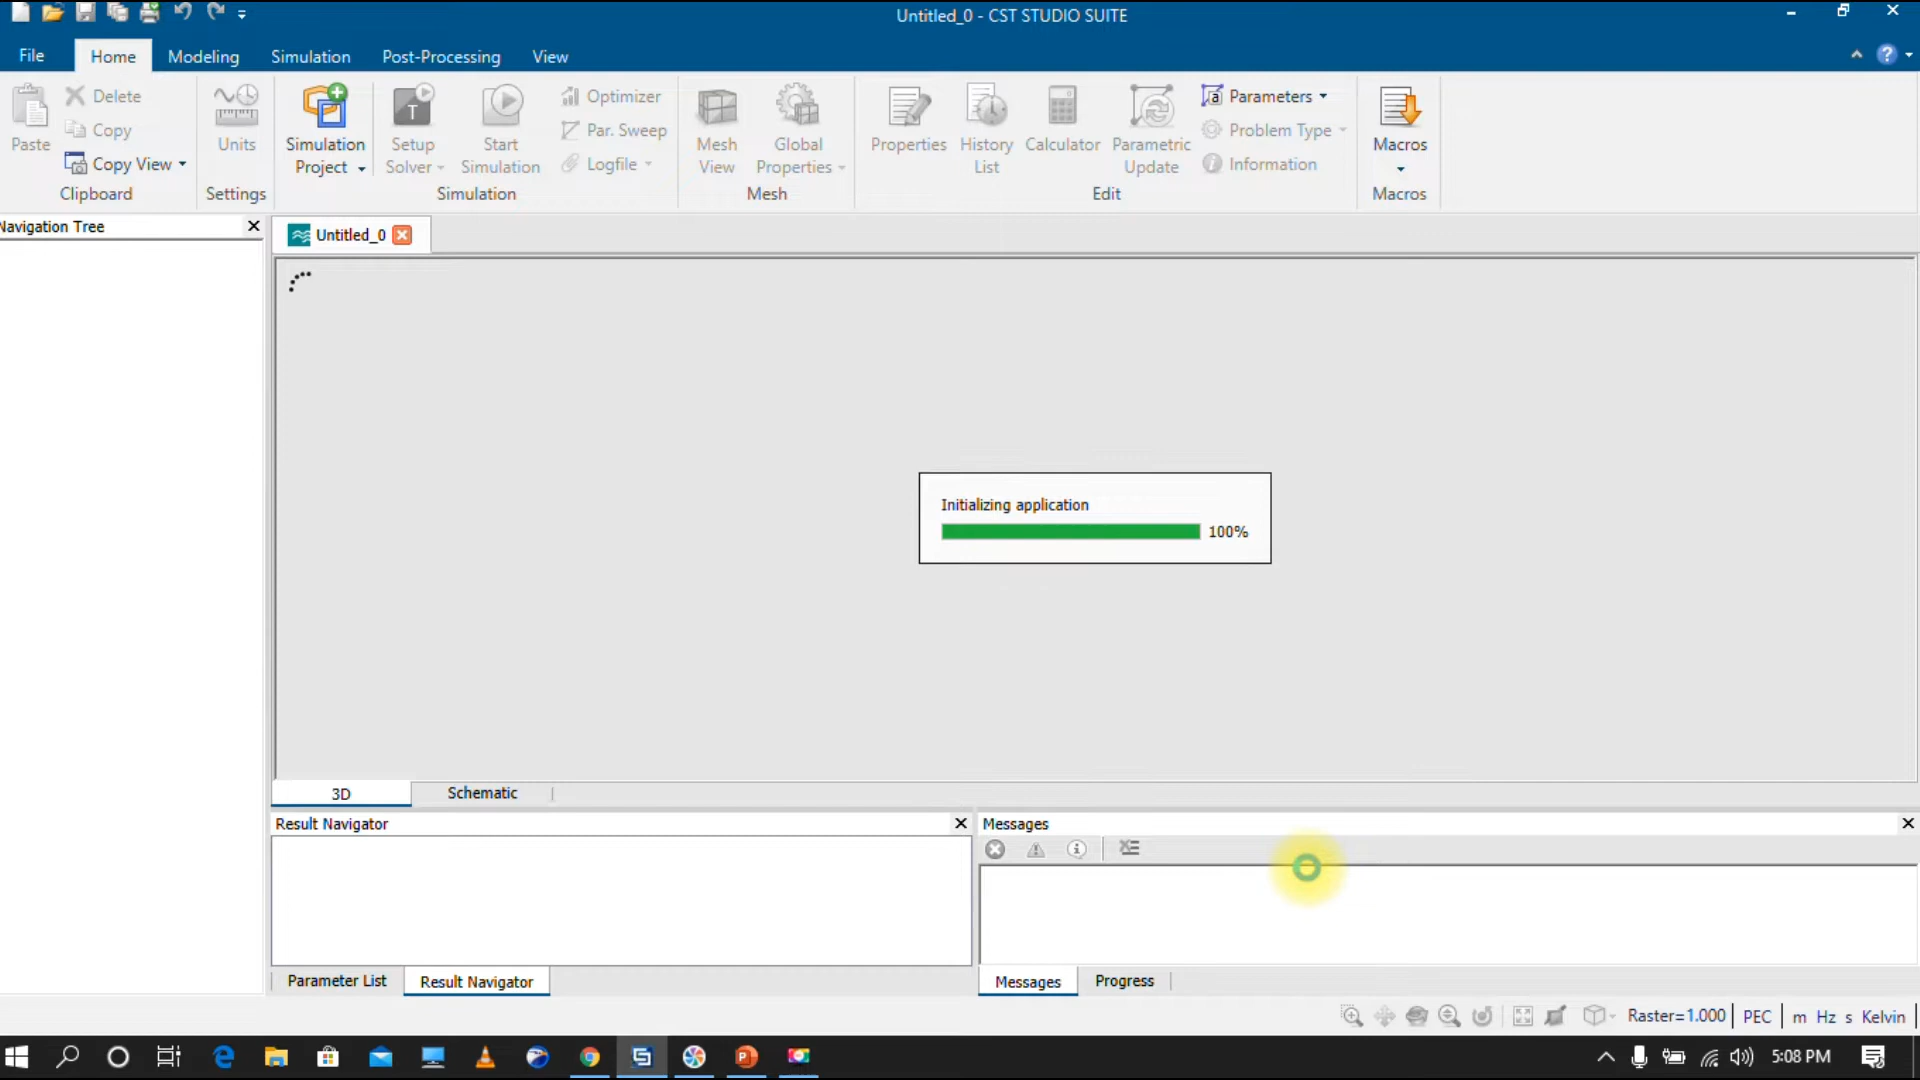 Untitled_0 - CST STUDIO SUITE
File Home Modeling Simulation Post-Processing View
Paste
Delete
Copy
Copy View
Clipboard
Units
Settings
Simulation
Project
Setup
Solver
Start
Simulation
Optimizer
Par. Sweep
Logfile
Simulation
Mesh
View
Global
Properties
Mesh
Properties
History
List
Calculator
Parametric
Update
Parameters
Problem Type
Information
Edit
Macros
Macros
Navigation Tree
Untitled_0
Initializing application
100%
3D Schematic
Result Navigator
Messages
Parameter List Result Navigator
Messages Progress
Raster=1.000 PEC m Hz s Kelvin
5:08 PM